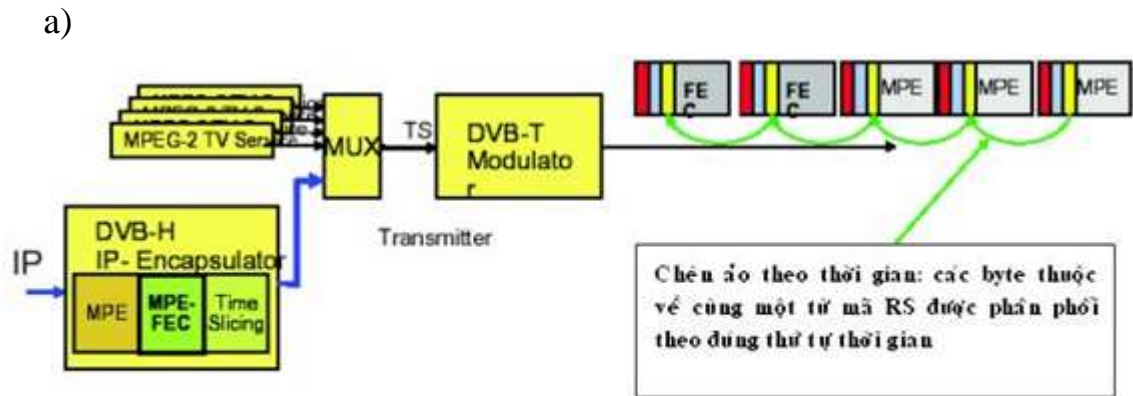 a)
FE
C
FE
C
MPE
MPE
MPE
MPEG-2 TV Service
MUX
TS
DVB-T
Modulato
r
Transmitter
DVB-H
IP- Encapsulator
IP
MPE
MPE-
FEC
Time
Slicing
Chèn ảo theo thời gian: các byte thuộc
về cùng một từ mã RS được phân phối
theo đúng thứ tự thời gian